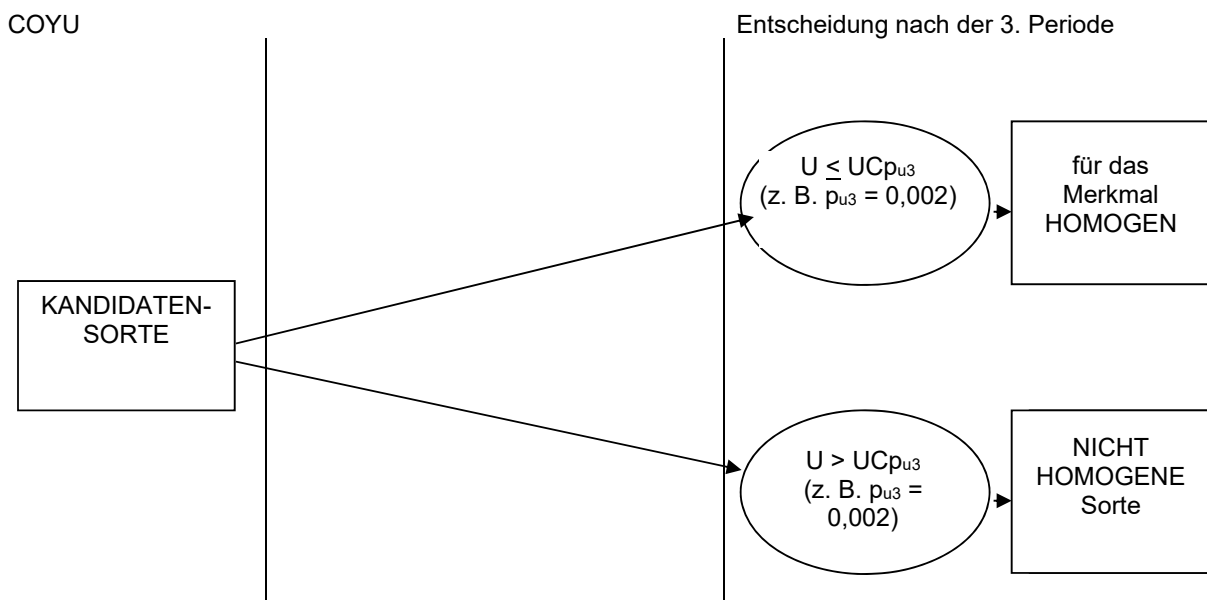 COYU
Entscheidung nach der 3. Periode
U ≤ UCpu3
(z. B. pu3 = 0,002)
für das
Merkmal
HOMOGEN
KANDIDATEN-
SORTE
U > UCpu3
(z. B. pu3 =
0,002)
NICHT
HOMOGENE
Sorte